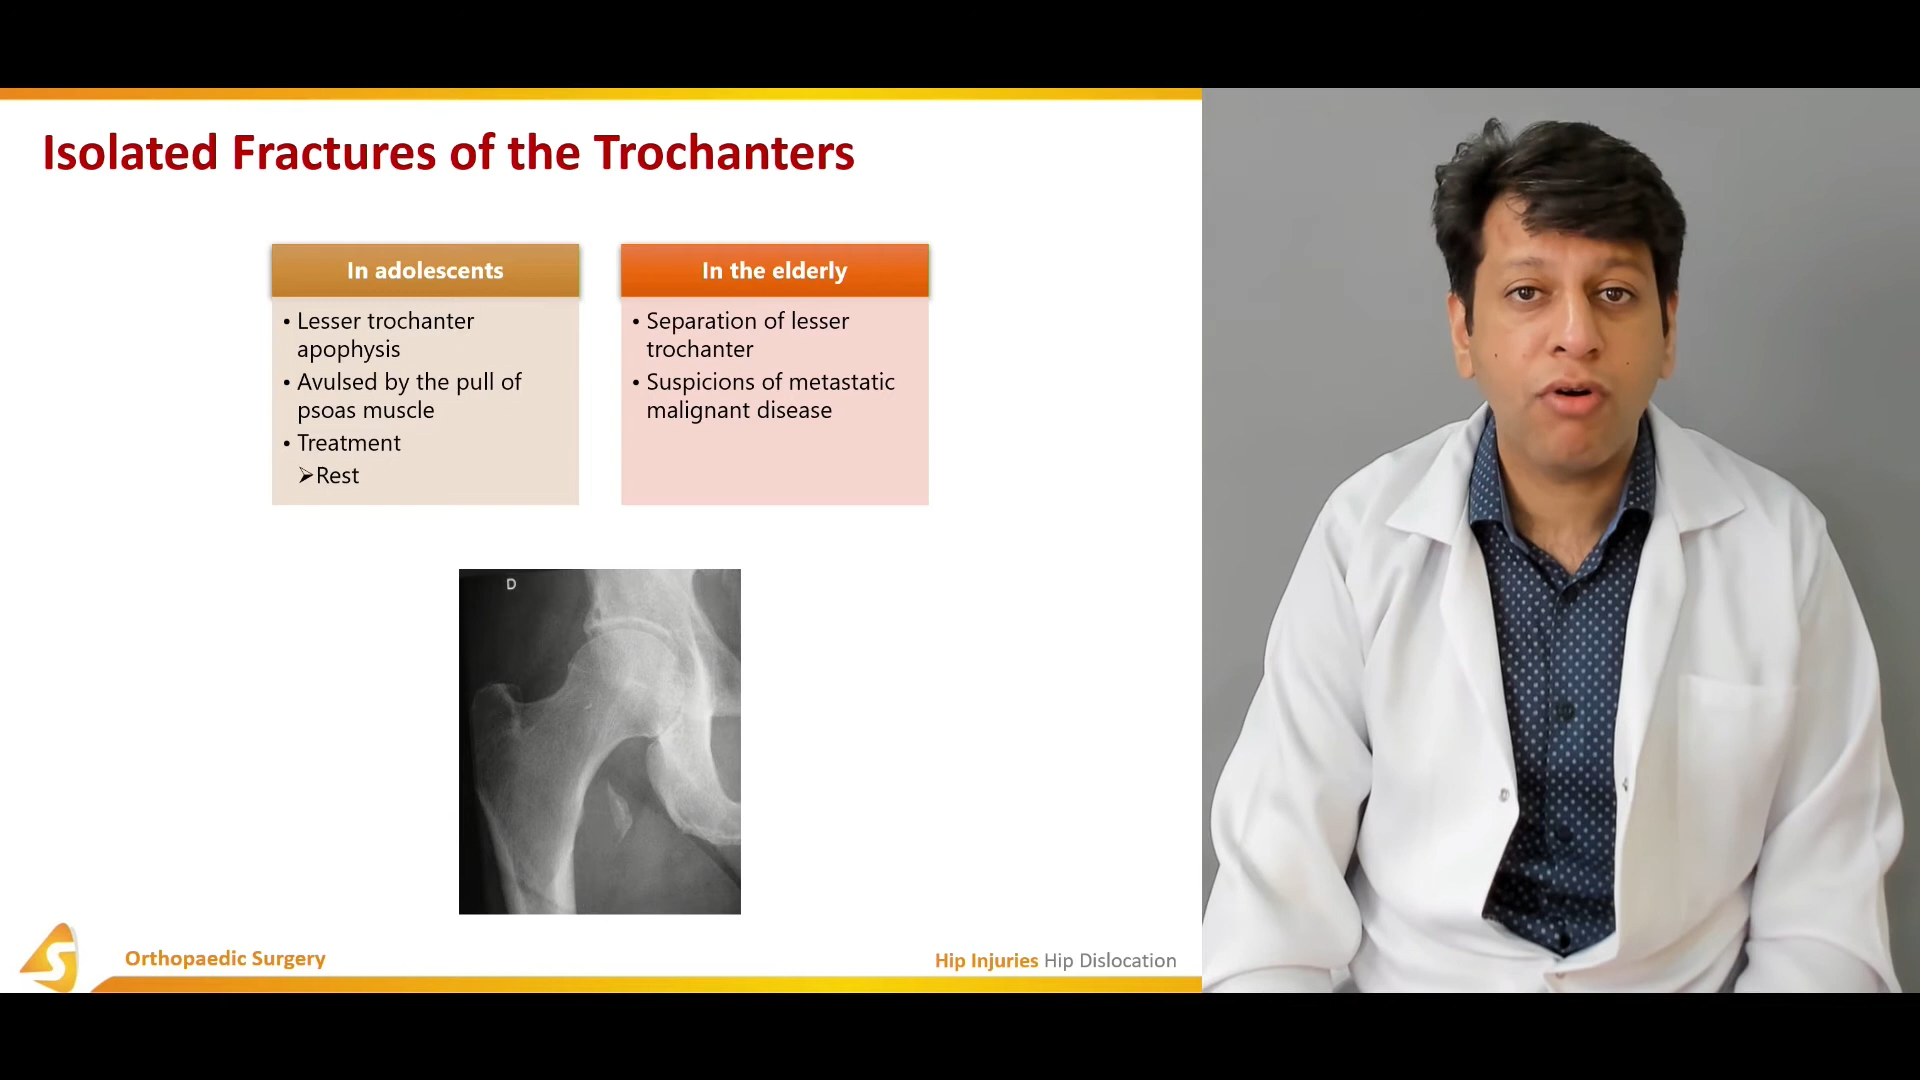 Isolated Fractures of the Trochanters
In adolescents
• Lesser trochanter
apophysis
• Avulsed by the pull of
psoas muscle
• Treatment
➢Rest
In the elderly
• Separation of lesser
trochanter
• Suspicions of metastatic
malignant disease
D
S
Orthopaedic Surgery
Hip Injuries Hip Dislocation